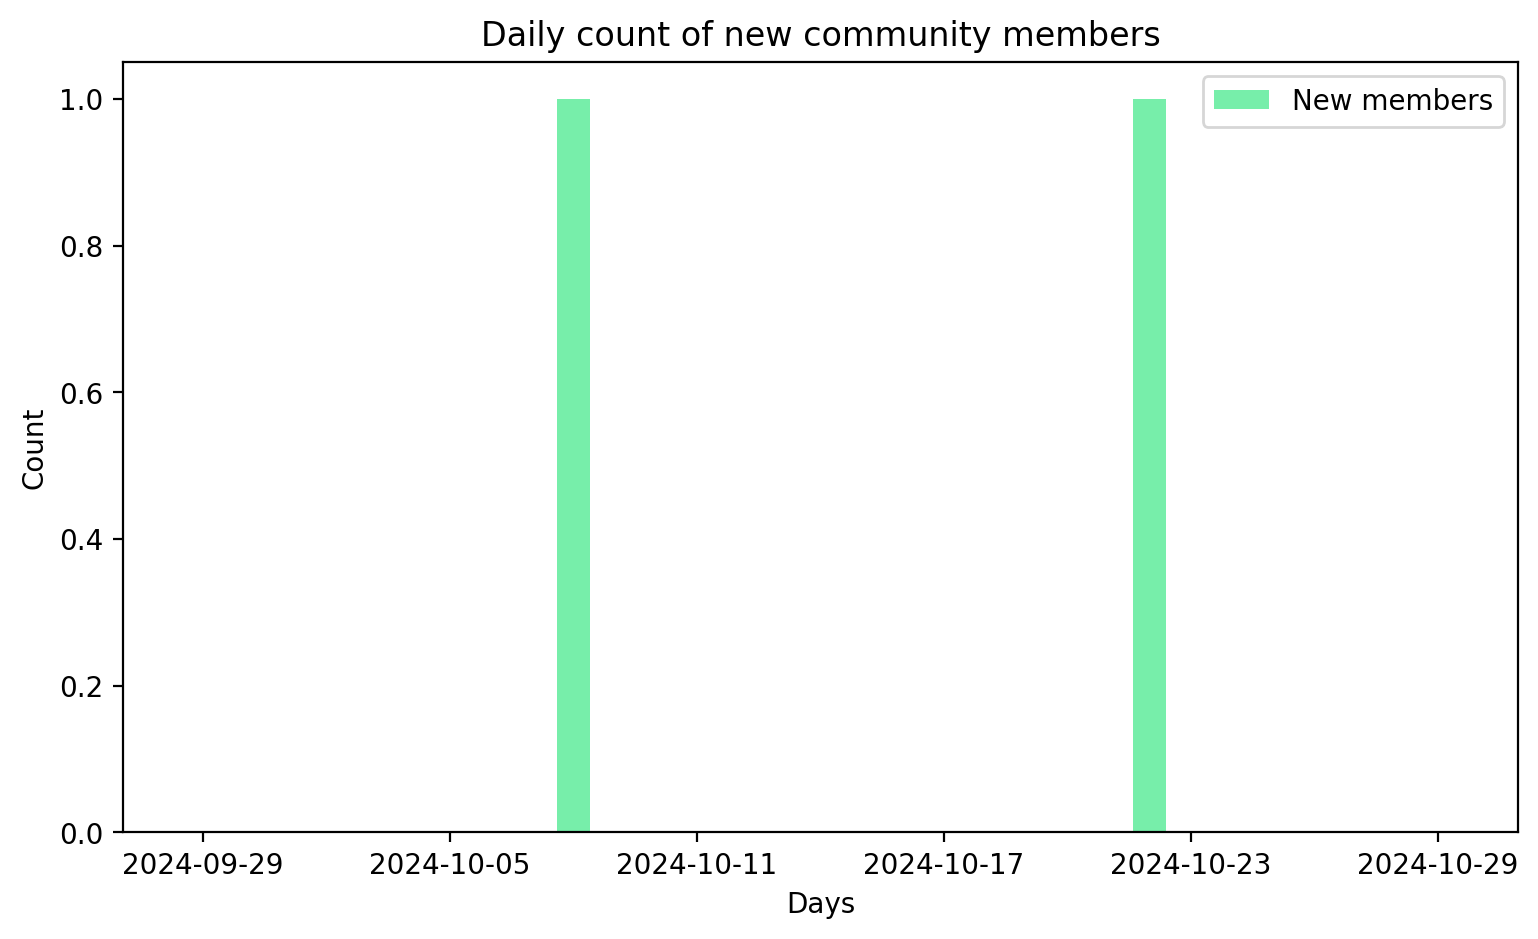 Daily count of new community members
New members
1.0
0.8
0.6
0.4
0.2
0.0
Count
2024-09-29 2024-10-05 2024-10-11 2024-10-17 2024-10-23 2024-10-29
Days